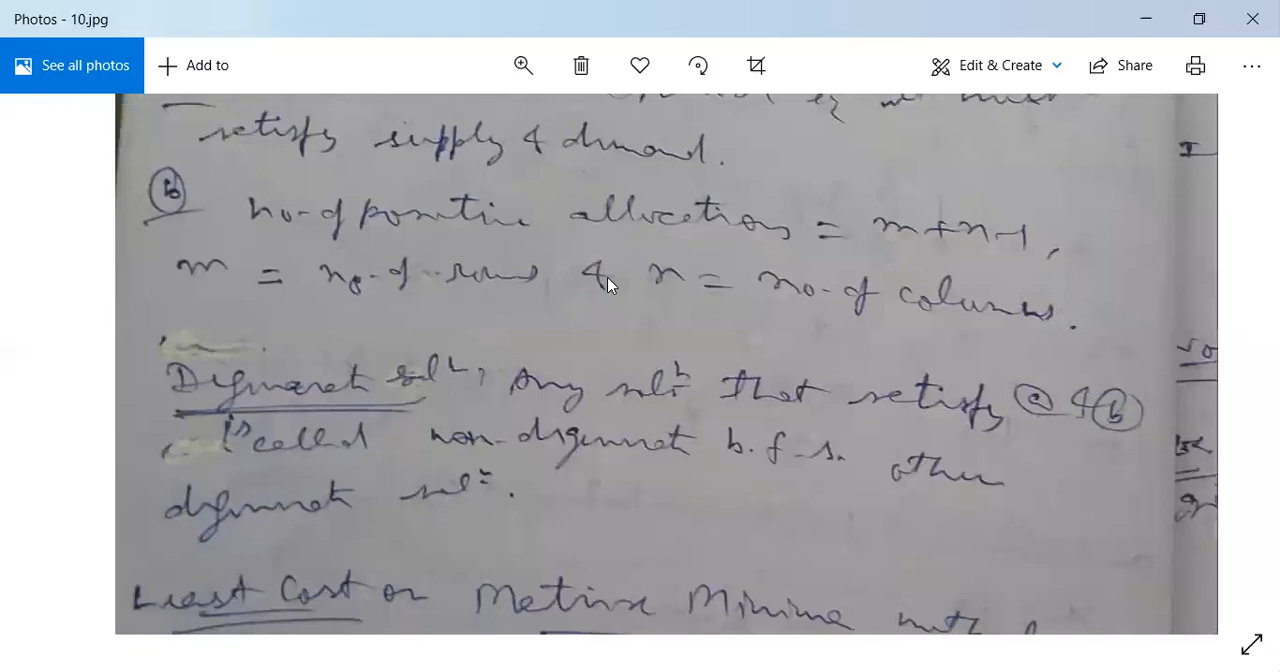 Photos - 10.jpg
See all photos
Add to
Edit & Create
Share
satisfy supply & demand.
I
(b) no-of positive allocations = m+n-1,
m = no-of-rows & n = no-of columns.
Degenerate solⁿ, Any solⁿ that satisfy (a) & (b)
is called non-degenerate b.f.s. other
degenerate solⁿ.
Least Cost or Matrix Minima